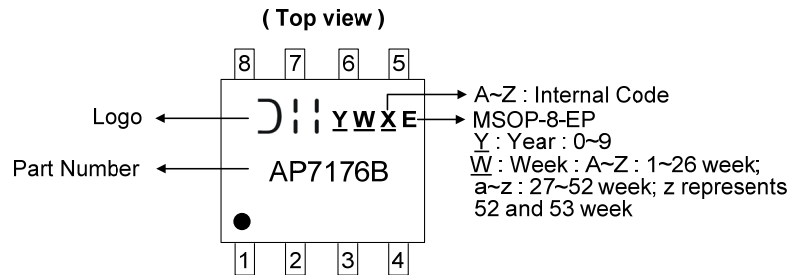 ( Top view )
8 7 6 5
Logo
Y W X E
A~Z : Internal Code
MSOP-8-EP
Y : Year : 0~9
W : Week : A~Z : 1~26 week;
a~z : 27~52 week; z represents
52 and 53 week
Part Number
AP7176B
1 2 3 4